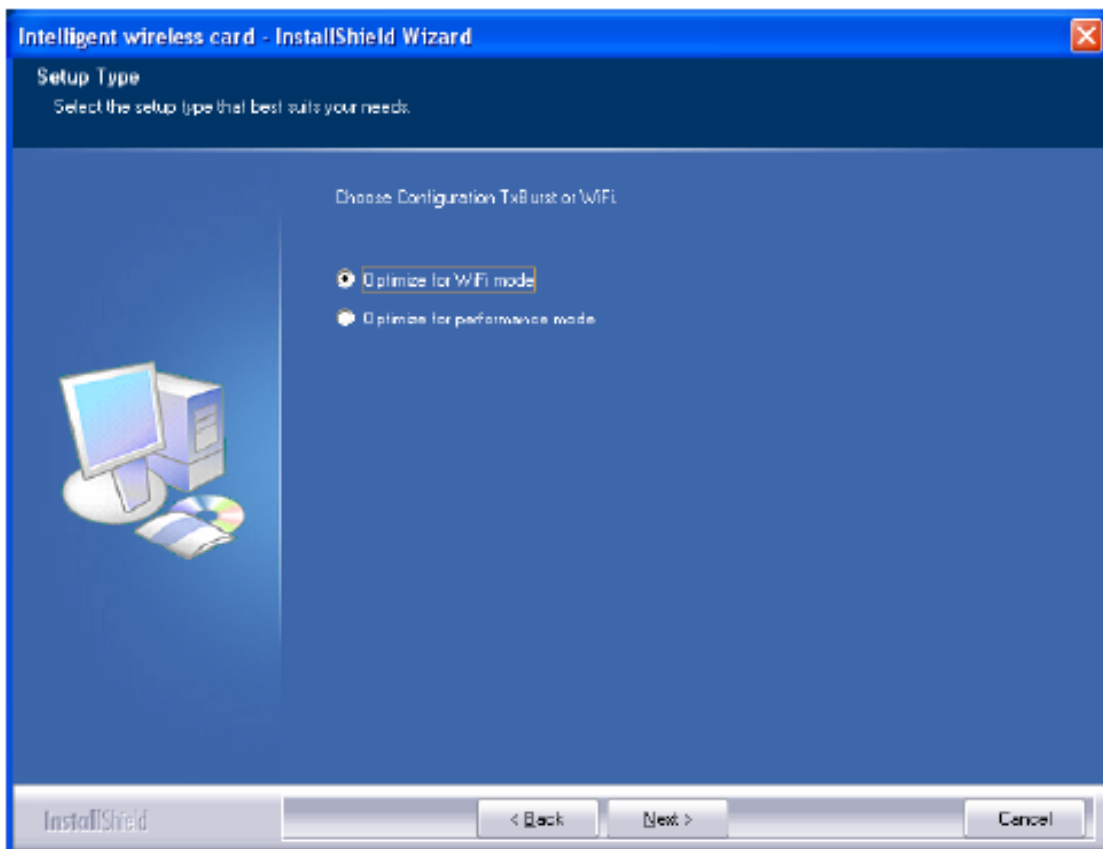 Intelligent wireless card - InstallShield Wizard
Setup Type
Select the setup type that best suits your needs.
Choose Configuration TxBurst or WiFi.
Optimize for WiFi mode
Optimize for performance mode
InstallShield
< Back
Next >
Cancel